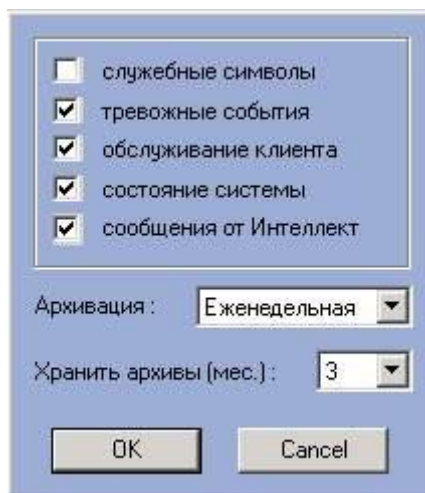 служебные символы
тревожные события
обслуживание клиента
состояние системы
сообщения от Интеллект
Архивация : Еженедельная
Хранить архивы (мес.) : 3
OK Cancel